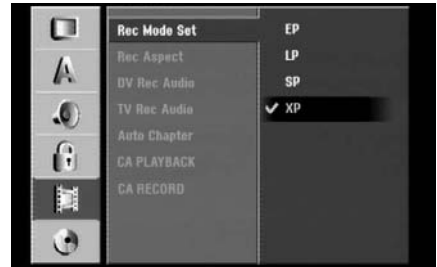 Rec Mode Set
Rec Aspect
DV Rec Audio
TV Rec Audio
Auto Chapter
CA PLAYBACK
CA RECORD
EP
LP
SP
XP